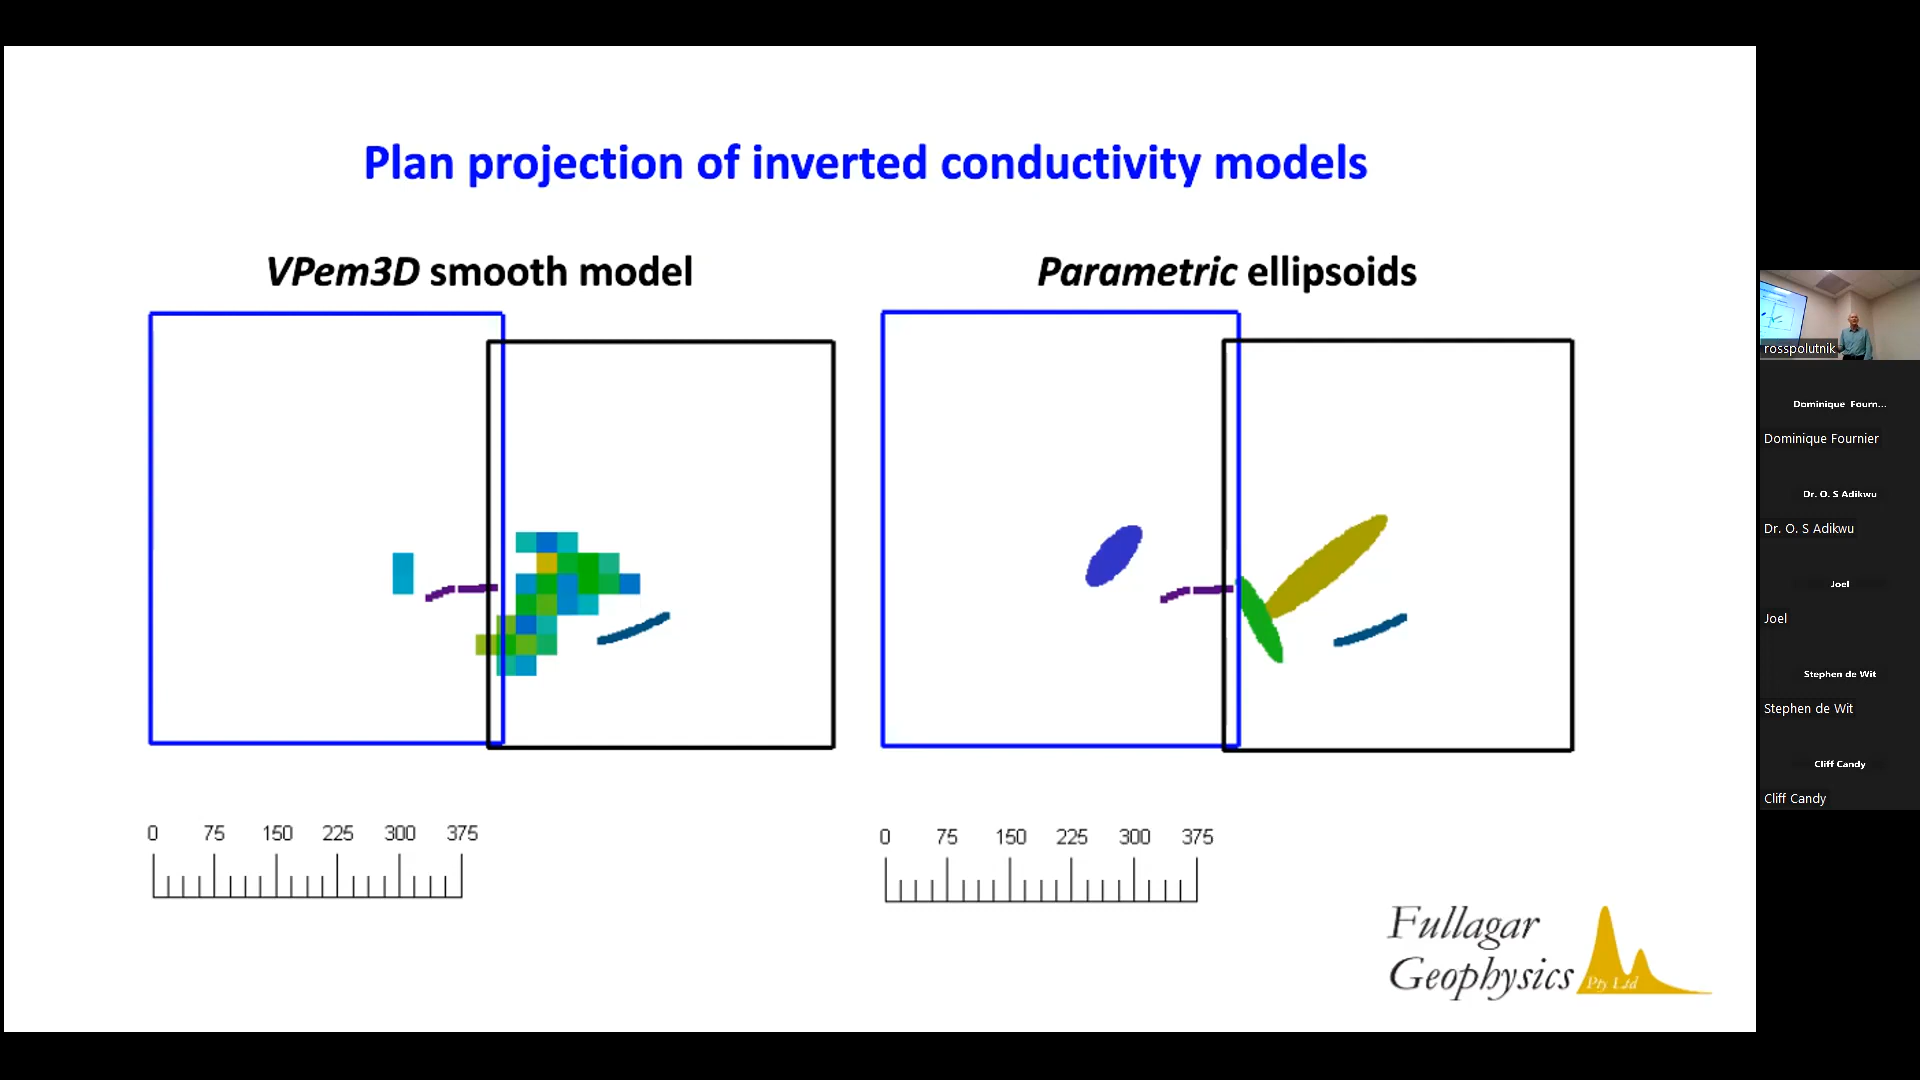 Plan projection of inverted conductivity models
VPem3D smooth model
Parametric ellipsoids
0 75 150 225 300 375
0 75 150 225 300 375
Fullagar
Geophysics Pty Ltd
rosspolutnik
Dominique Fourn...
Dominique Fournier
Dr. O. S Adikwu
Dr. O. S Adikwu
Joel
Joel
Stephen de Wit
Stephen de Wit
Cliff Candy
Cliff Candy